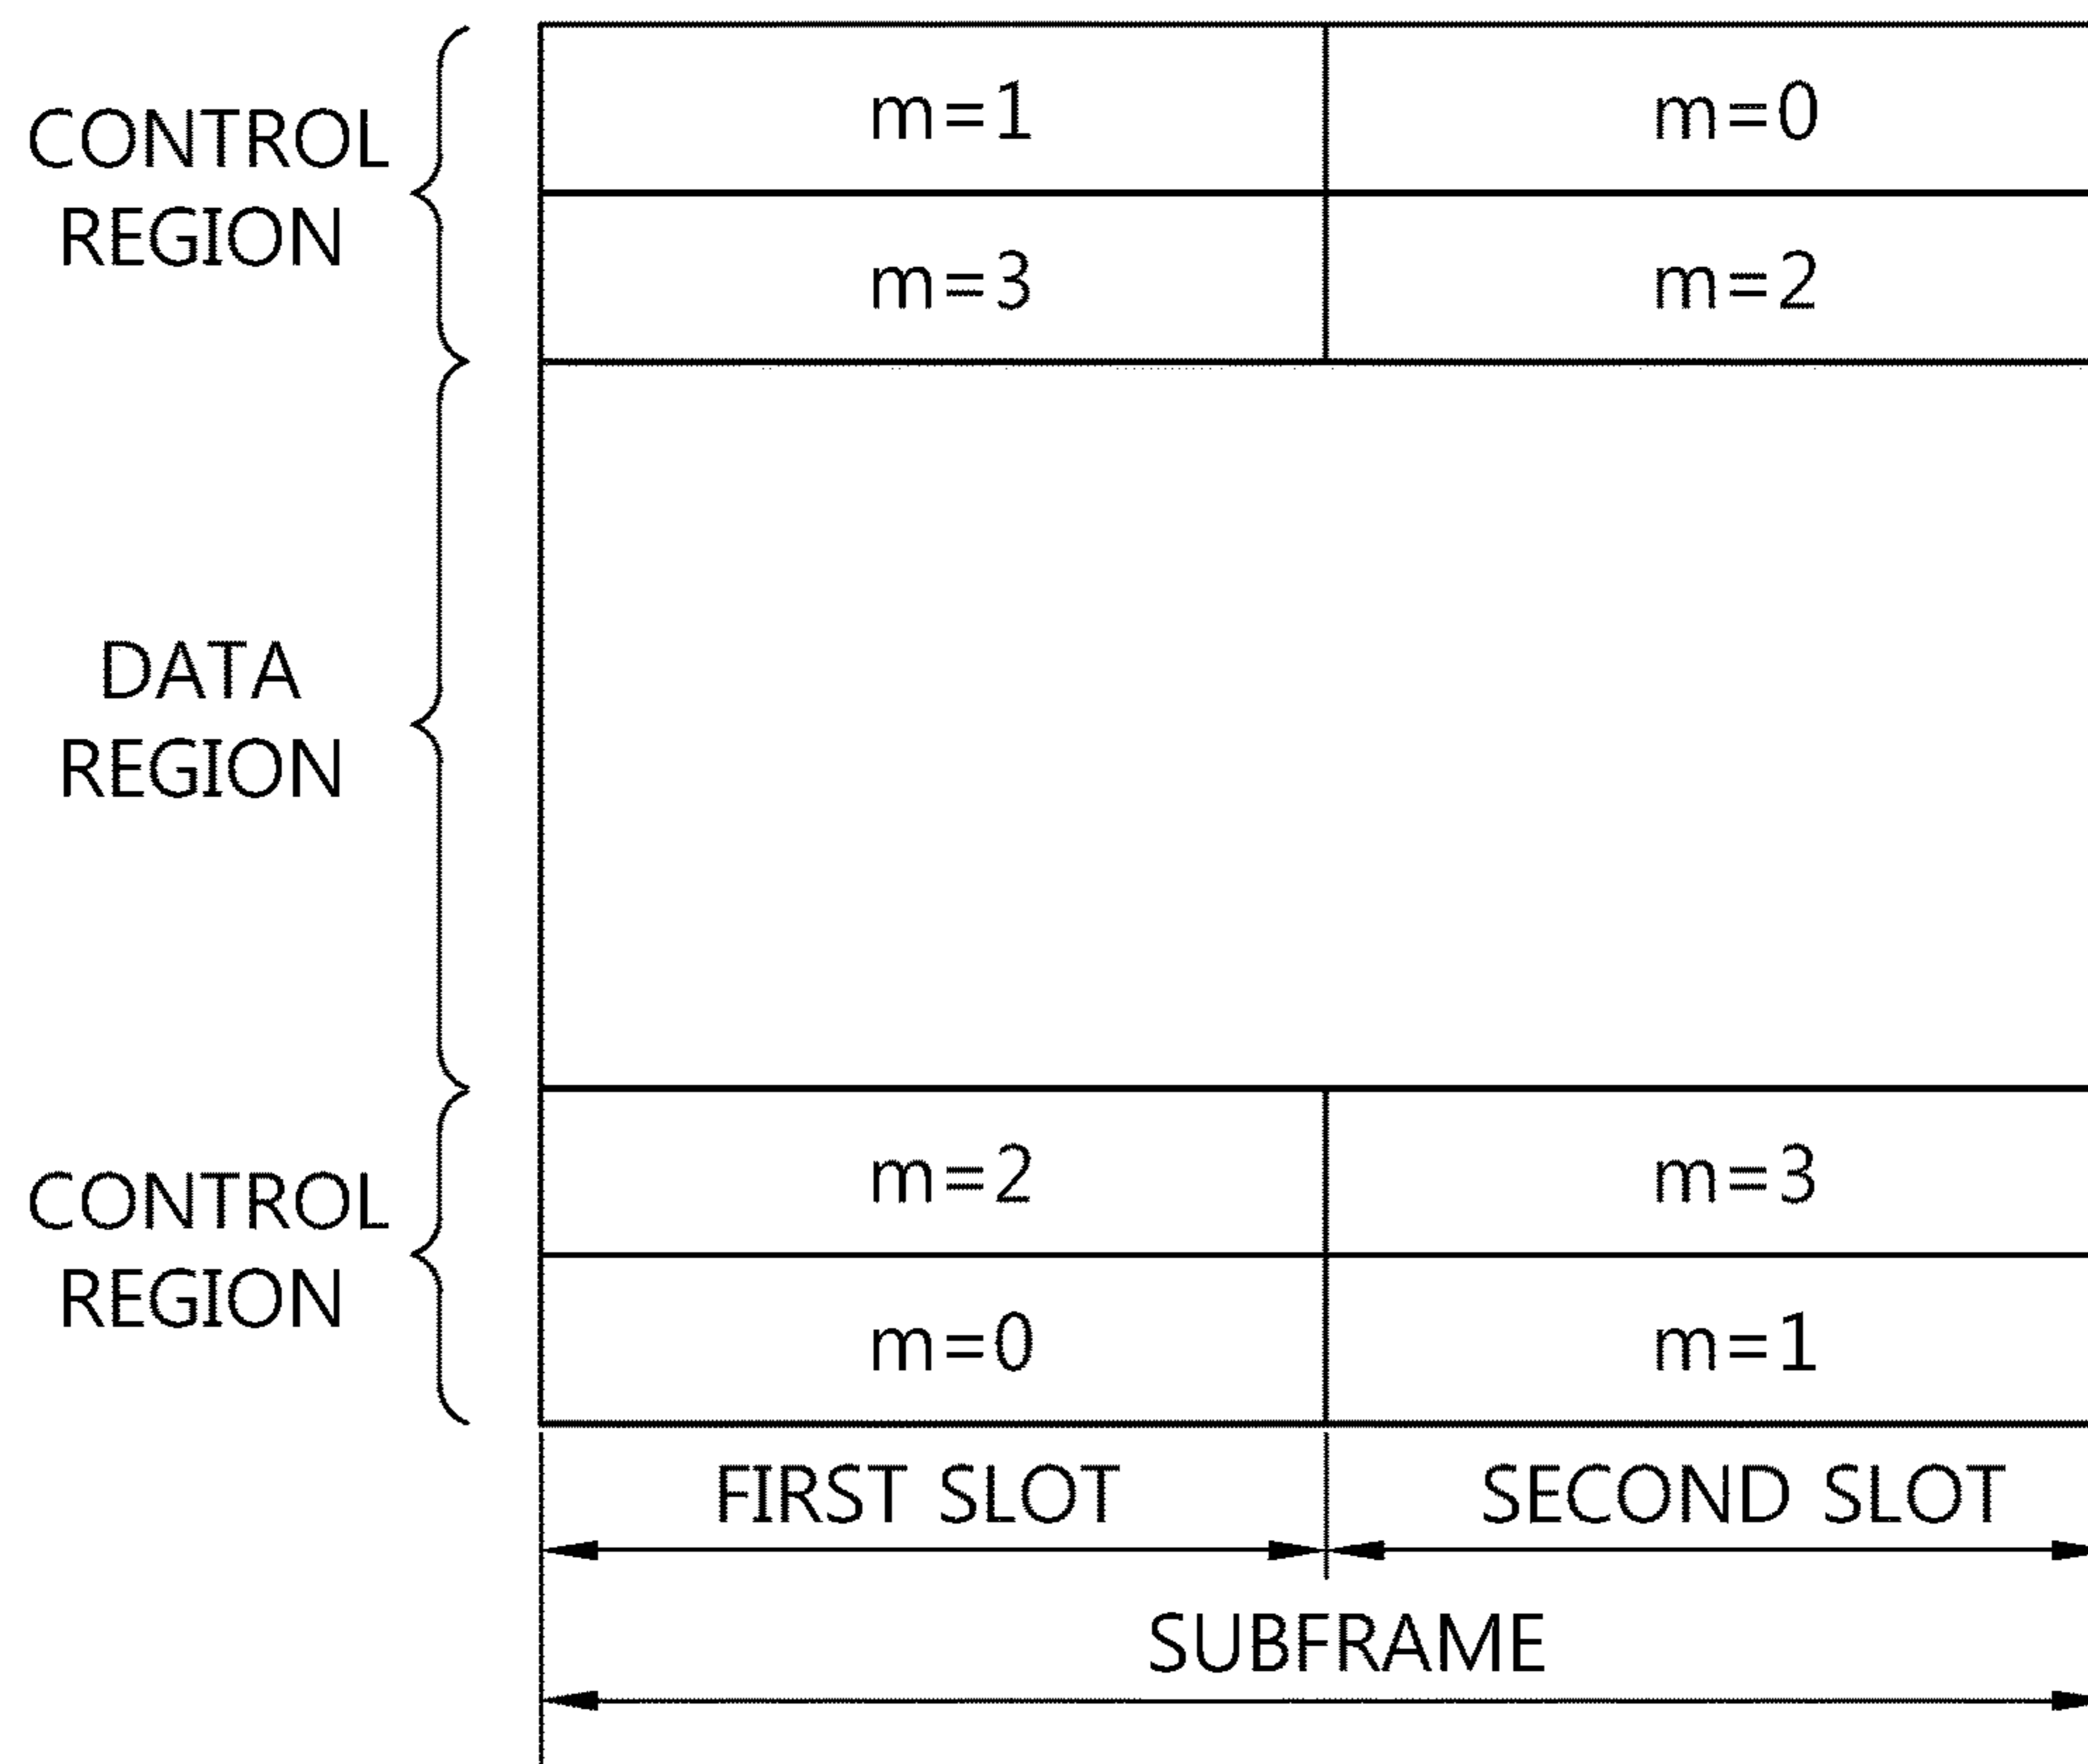 CONTROL
REGION
m=1
m=0
m=3
m=2
DATA
REGION
CONTROL
REGION
m=2
m=3
m=0
m=1
FIRST SLOT
SECOND SLOT
SUBFRAME